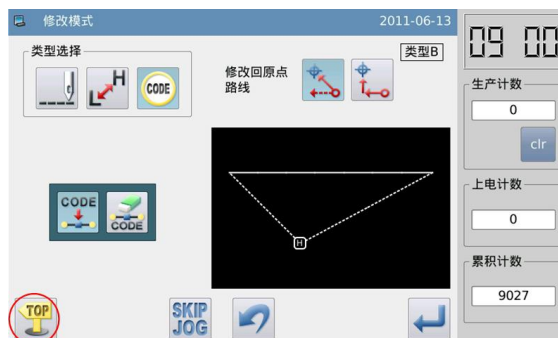 修改模式
2011-06-13
类型选择
类型B
L H
CODE
修改回原点
路线
CODE
CODE
H
TOP
SKIP
JOG
09 00
生产计数
0
clr
上电计数
0
累积计数
9027